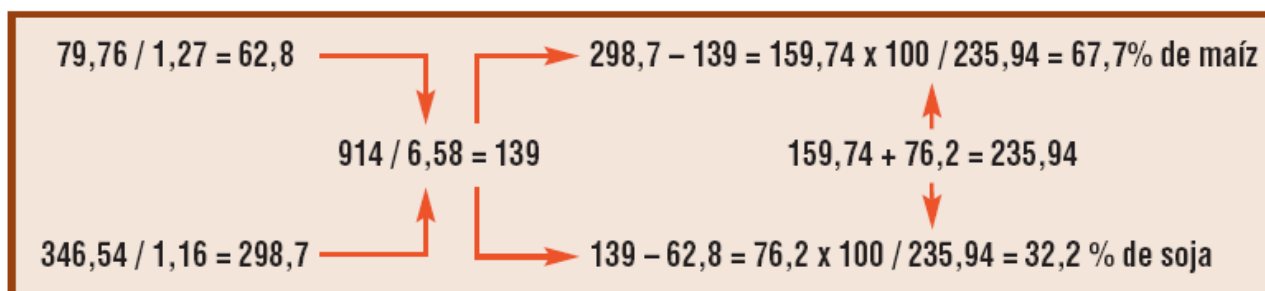 79,76 / 1,27 = 62,8
298,7 – 139 = 159,74 x 100 / 235,94 = 67,7% de maíz
914 / 6,58 = 139
159,74 + 76,2 = 235,94
346,54 / 1,16 = 298,7
139 – 62,8 = 76,2 x 100 / 235,94 = 32,2 % de soja